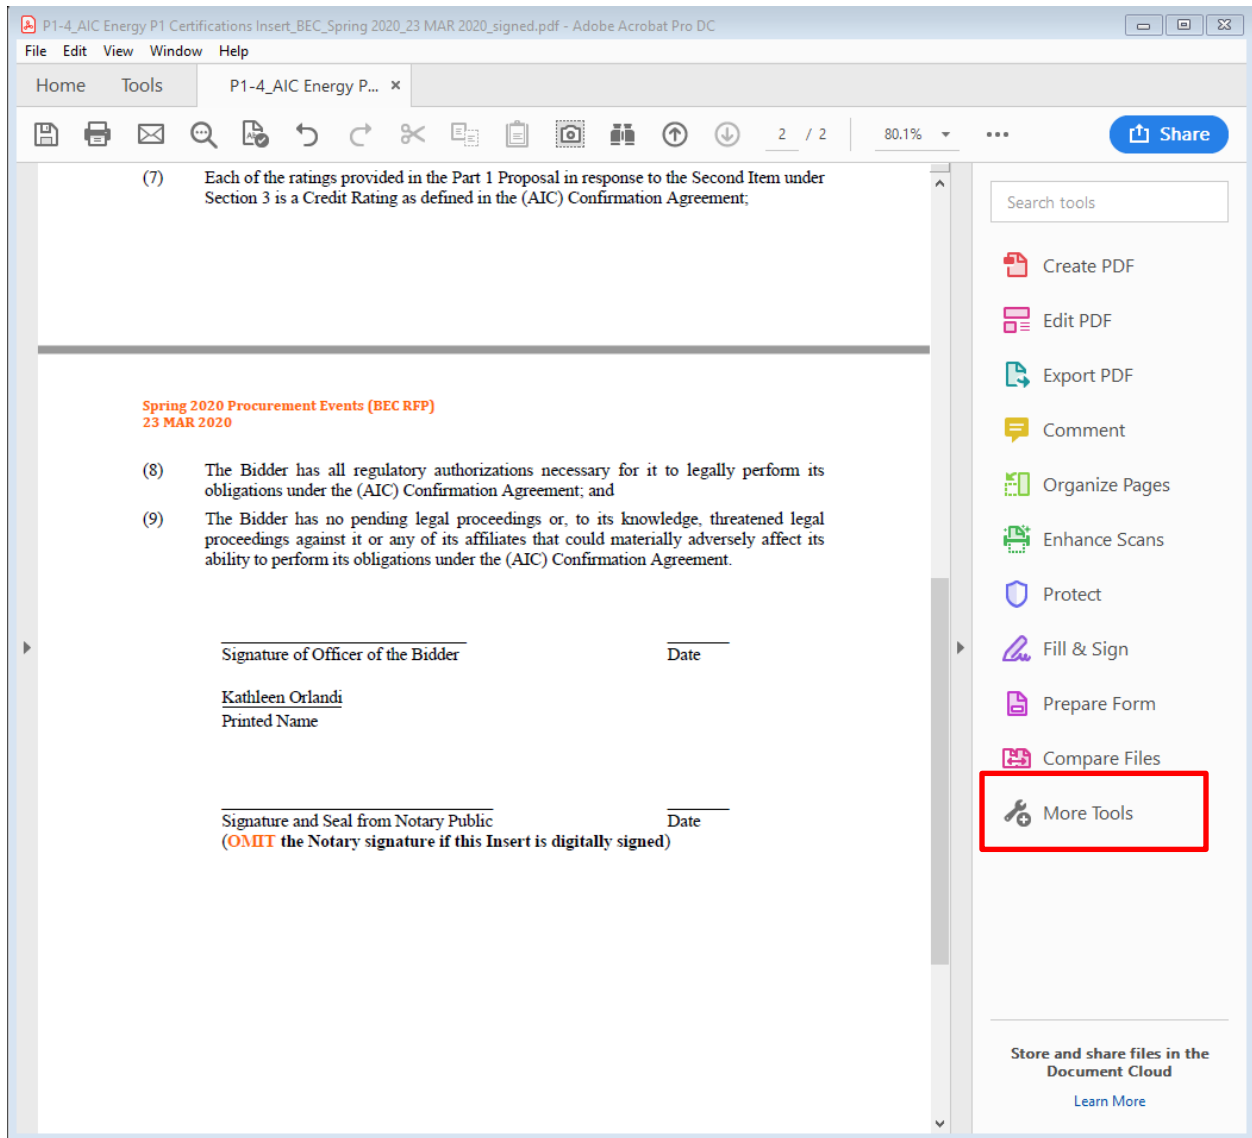 P1-4_AIC Energy P1 Certifications Insert_BEC_Spring 2020_23 MAR 2020_signed.pdf - Adobe Acrobat Pro DC
File Edit View Window Help
Home Tools P1-4_AIC Energy P... ×
2 / 2 80.1% Share
(7) Each of the ratings provided in the Part 1 Proposal in response to the Second Item under
Section 3 is a Credit Rating as defined in the (AIC) Confirmation Agreement;
Spring 2020 Procurement Events (BEC RFP)
23 MAR 2020
(8) The Bidder has all regulatory authorizations necessary for it to legally perform its
obligations under the (AIC) Confirmation Agreement; and
(9) The Bidder has no pending legal proceedings or, to its knowledge, threatened legal
proceedings against it or any of its affiliates that could materially adversely affect its
ability to perform its obligations under the (AIC) Confirmation Agreement.
Signature of Officer of the Bidder Date
Kathleen Orlandi
Printed Name
Signature and Seal from Notary Public Date
(OMIT the Notary signature if this Insert is digitally signed)
Search tools
Create PDF
Edit PDF
Export PDF
Comment
Organize Pages
Enhance Scans
Protect
Fill & Sign
Prepare Form
Compare Files
More Tools
Store and share files in the
Document Cloud
Learn More